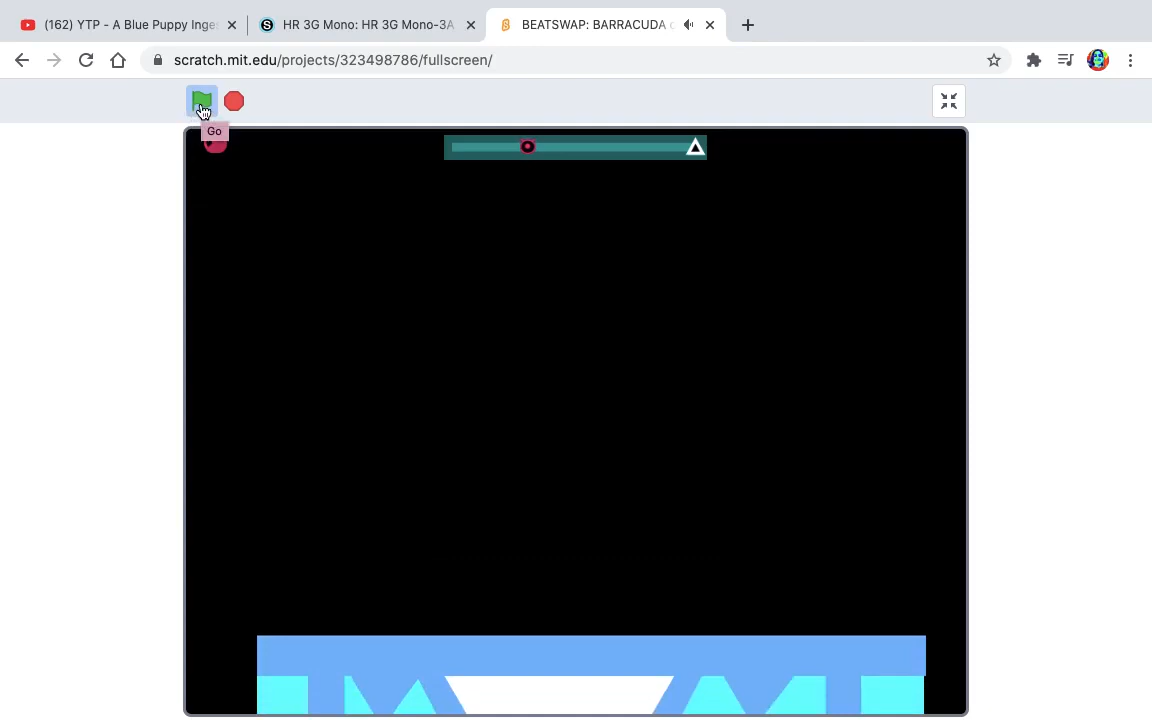 (162) YTP - A Blue Puppy Inge
HR 3G Mono: HR 3G Mono-3A
BEATSWAP: BARRACUDA
scratch.mit.edu/projects/323498786/fullscreen/
Go